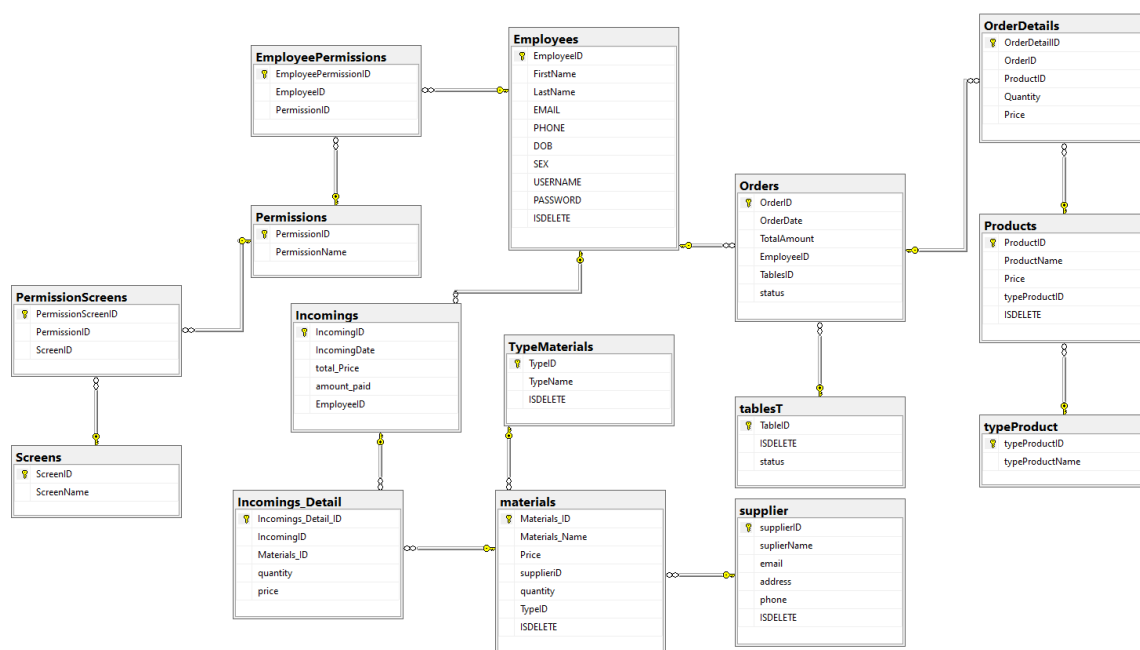 EmployeePermissions
EmployeePermissionID
EmployeeID
PermissionID
Employees
EmployeeID
FirstName
LastName
EMAIL
PHONE
DOB
SEX
USERNAME
PASSWORD
ISDELETE
OrderDetails
OrderDetailID
OrderID
ProductID
Quantity
Price
Permissions
PermissionID
PermissionName
Orders
OrderID
OrderDate
TotalAmount
EmployeeID
TablesID
status
Products
ProductID
ProductName
Price
typeProductID
ISDELETE
PermissionScreens
PermissionScreenID
PermissionID
ScreenID
Incomings
IncomingID
IncomingDate
total_Price
amount_paid
EmployeeID
TypeMaterials
TypeID
TypeName
ISDELETE
tablesT
TableID
ISDELETE
status
typeProduct
typeProductID
typeProductName
Screens
ScreenID
ScreenName
Incomings_Detail
Incomings_Detail_ID
IncomingID
Materials_ID
quantity
price
materials
Materials_ID
Materials_Name
Price
supplieriD
quantity
TypeID
ISDELETE
supplier
supplierID
suplierName
email
address
phone
ISDELETE